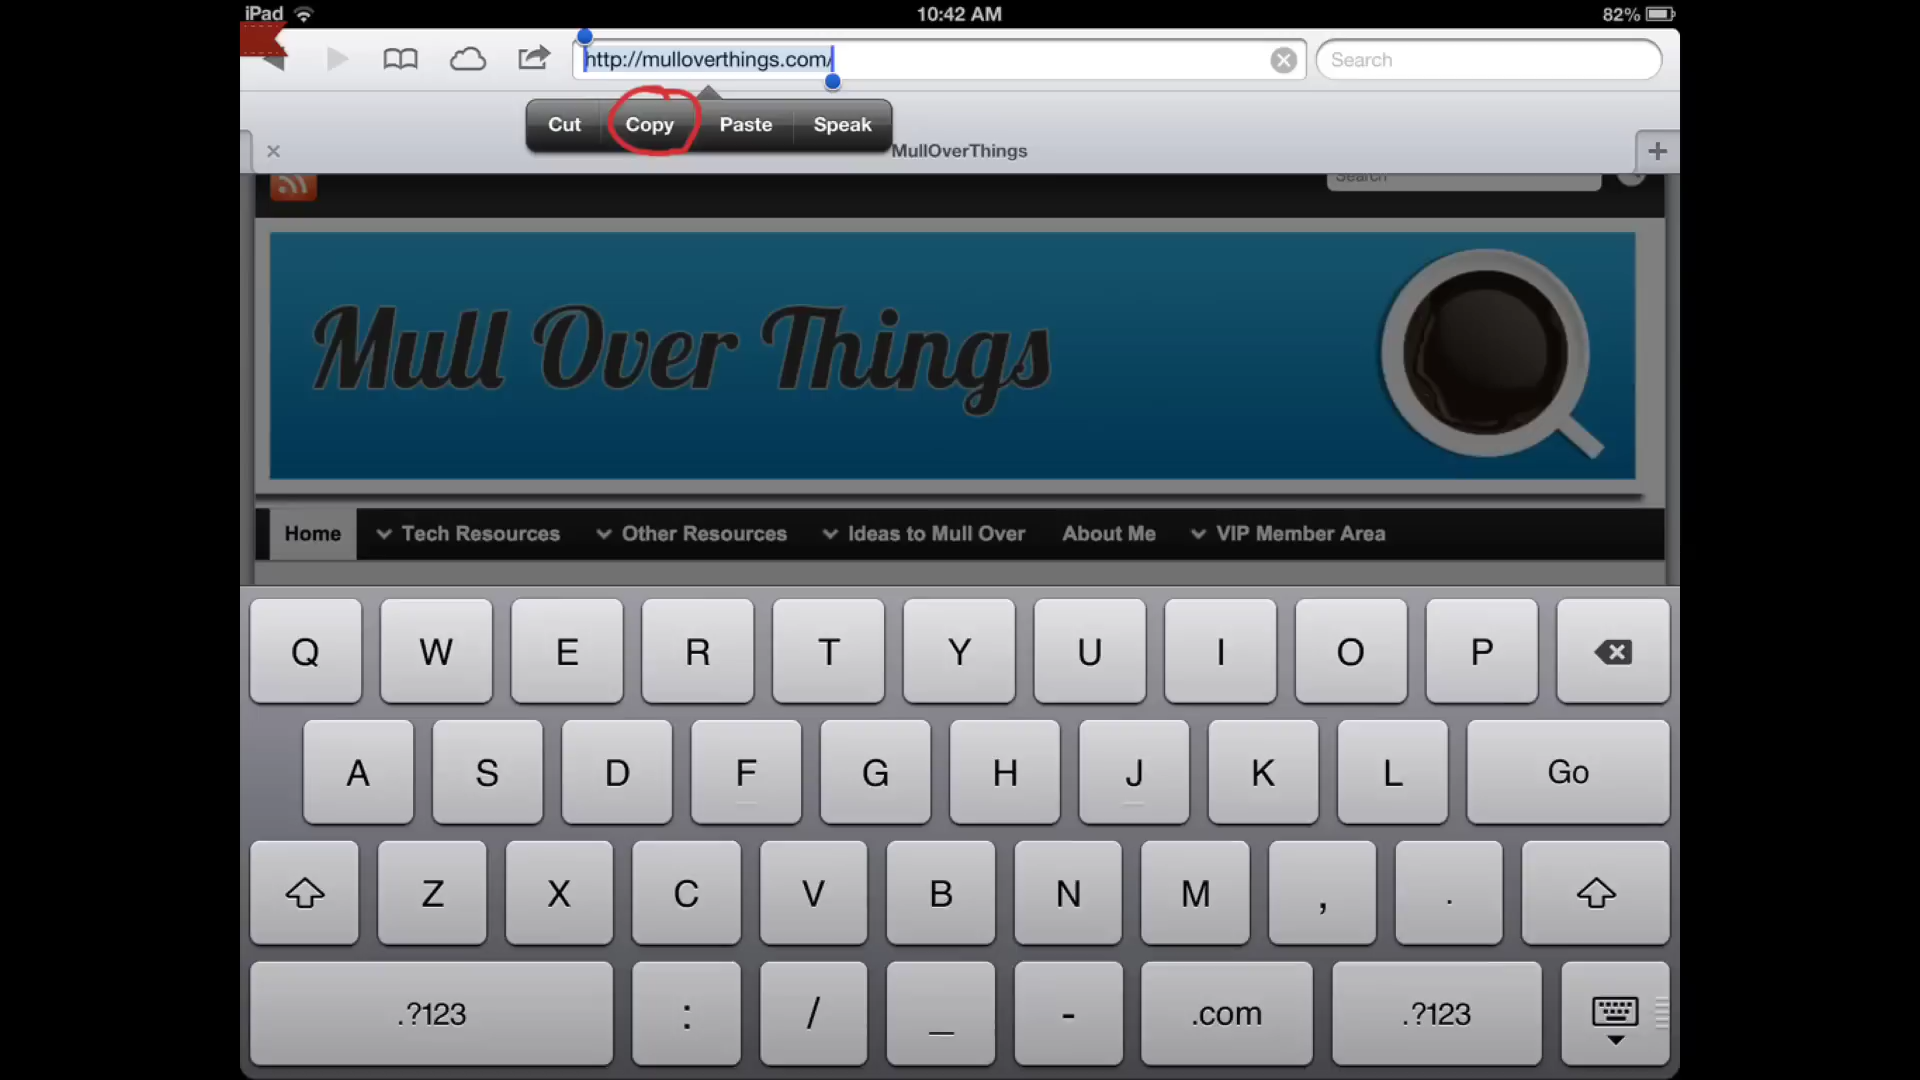 iPad 10:42 AM 82%
http://mulloverthings.com/ Search
Cut Copy Paste Speak
MullOverThings
Search
Mull Over Things
Home Tech Resources Other Resources Ideas to Mull Over About Me VIP Member Area
Q W E R T Y U I O P
A S D F G H J K L Go
Z X C V B N M , .
.?123 : / _ - .com .?123